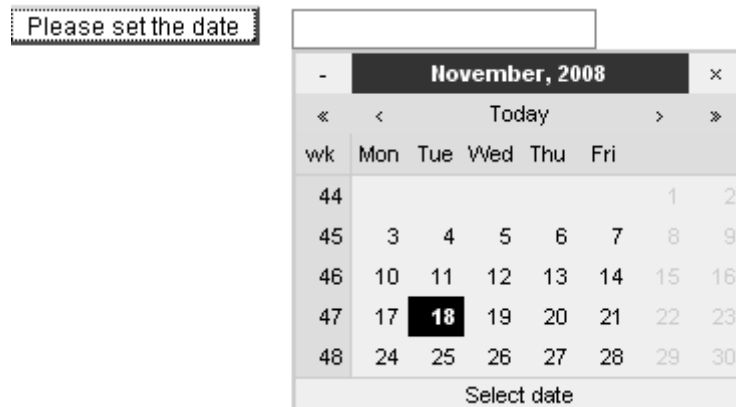 Please set the date
- November, 2008 ×
« ‹ Today › »
wk Mon Tue Wed Thu Fri
44 1 2
45 3 4 5 6 7 8 9
46 10 11 12 13 14 15 16
47 17 18 19 20 21 22 23
48 24 25 26 27 28 29 30
Select date